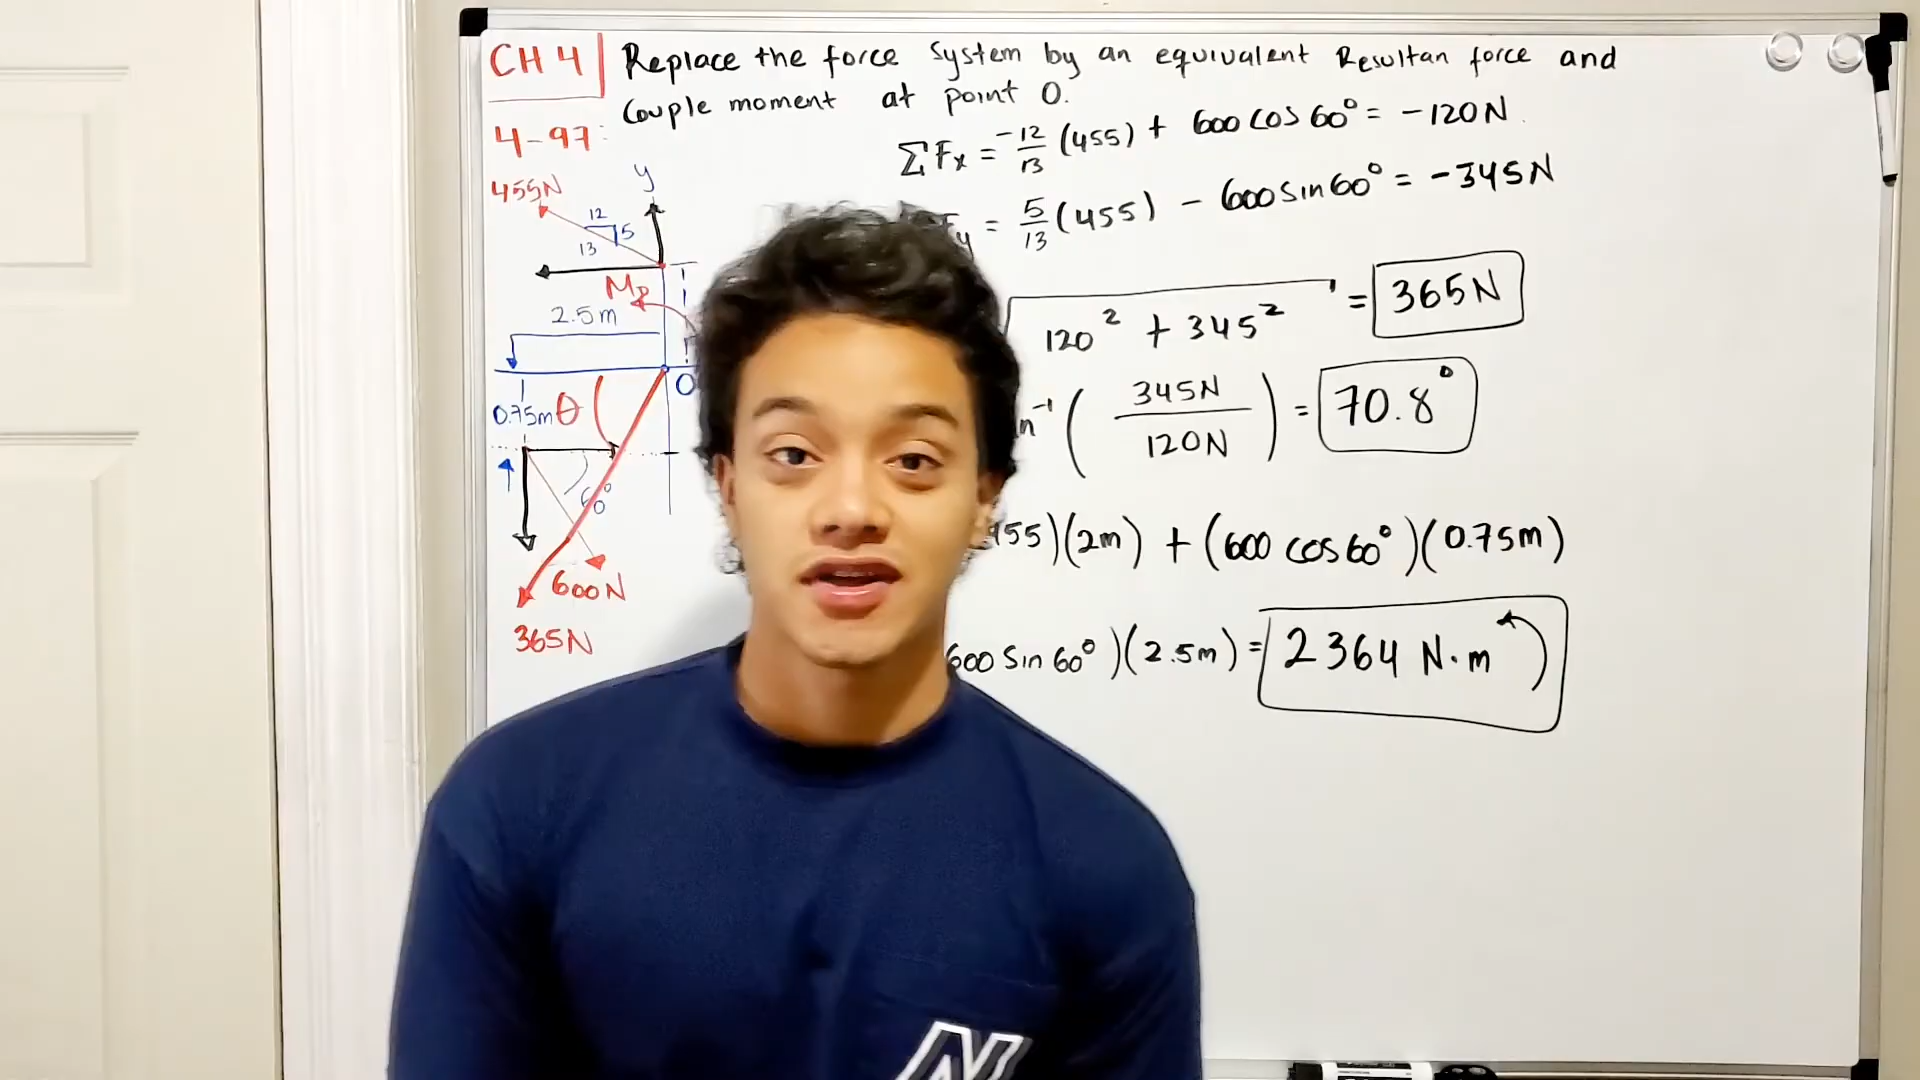 CH 4
Replace the force system by an equivalent Resultan force and
couple moment at point O.
4-97:
ΣFx = -12/13 (455) + 600 cos 60° = -120N
Fy = 5/13 (455) - 600 sin 60° = -345N
455N
y
12
5
13
2.5m
O
0.75m
θ
60°
600N
365N
120² + 345² = 365N
n⁻¹ ( 345N / 120N ) = 70.8°
55)(2m) + (600 cos 60°)(0.75m)
600 Sin 60°)(2.5m) = 2364 N·m